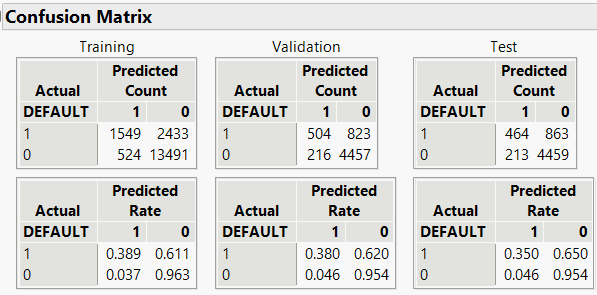 Confusion Matrix
Training Validation Test
Predicted Predicted Predicted
Actual Count Actual Count Actual Count
DEFAULT 1 0 DEFAULT 1 0 DEFAULT 1 0
1 1549 2433 1 504 823 1 464 863
0 524 13491 0 216 4457 0 213 4459
Predicted Predicted Predicted
Actual Rate Actual Rate Actual Rate
DEFAULT 1 0 DEFAULT 1 0 DEFAULT 1 0
1 0.389 0.611 1 0.380 0.620 1 0.350 0.650
0 0.037 0.963 0 0.046 0.954 0 0.046 0.954